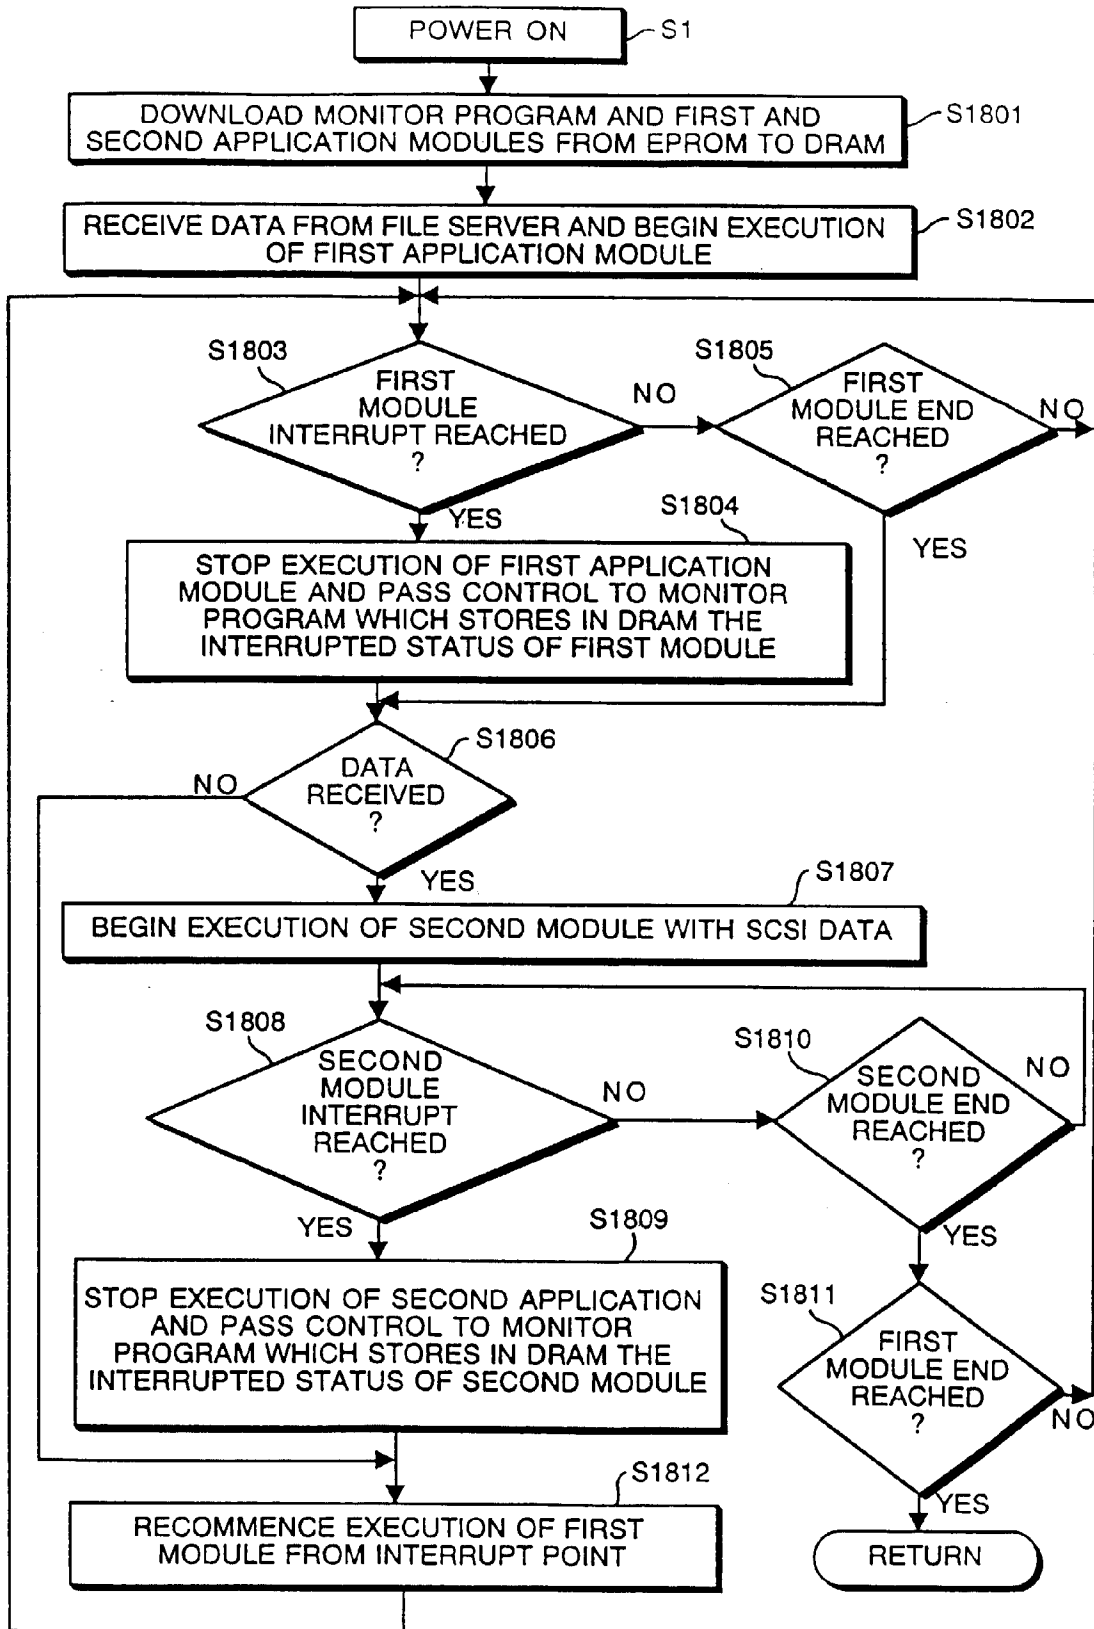 POWER ON
S1
DOWNLOAD MONITOR PROGRAM AND FIRST AND
SECOND APPLICATION MODULES FROM EPROM TO DRAM
S1801
RECEIVE DATA FROM FILE SERVER AND BEGIN EXECUTION
OF FIRST APPLICATION MODULE
S1802
S1803
FIRST
MODULE
INTERRUPT REACHED
?
NO
YES
S1805
FIRST
MODULE END
REACHED
?
NO
YES
S1804
STOP EXECUTION OF FIRST APPLICATION
MODULE AND PASS CONTROL TO MONITOR
PROGRAM WHICH STORES IN DRAM THE
INTERRUPTED STATUS OF FIRST MODULE
S1806
DATA
RECEIVED
?
NO
YES
S1807
BEGIN EXECUTION OF SECOND MODULE WITH SCSI DATA
S1808
SECOND
MODULE
INTERRUPT
REACHED
?
NO
YES
S1810
SECOND
MODULE END
REACHED
?
NO
YES
S1809
STOP EXECUTION OF SECOND APPLICATION
AND PASS CONTROL TO MONITOR
PROGRAM WHICH STORES IN DRAM THE
INTERRUPTED STATUS OF SECOND MODULE
S1811
FIRST
MODULE END
REACHED
?
NO
YES
S1812
RECOMMENCE EXECUTION OF FIRST
MODULE FROM INTERRUPT POINT
RETURN